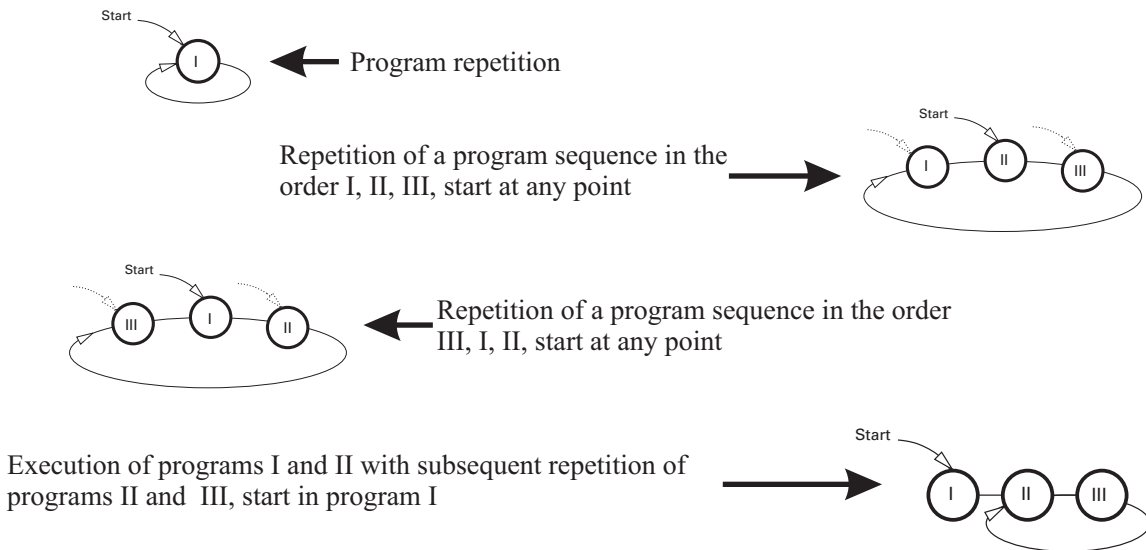 Start
I
Program repetition
Repetition of a program sequence in the
order I, II, III, start at any point
Start
I
II
III
Start
III
I
II
Repetition of a program sequence in the order
III, I, II, start at any point
Execution of programs I and II with subsequent repetition of
programs II and III, start in program I
Start
I
II
III